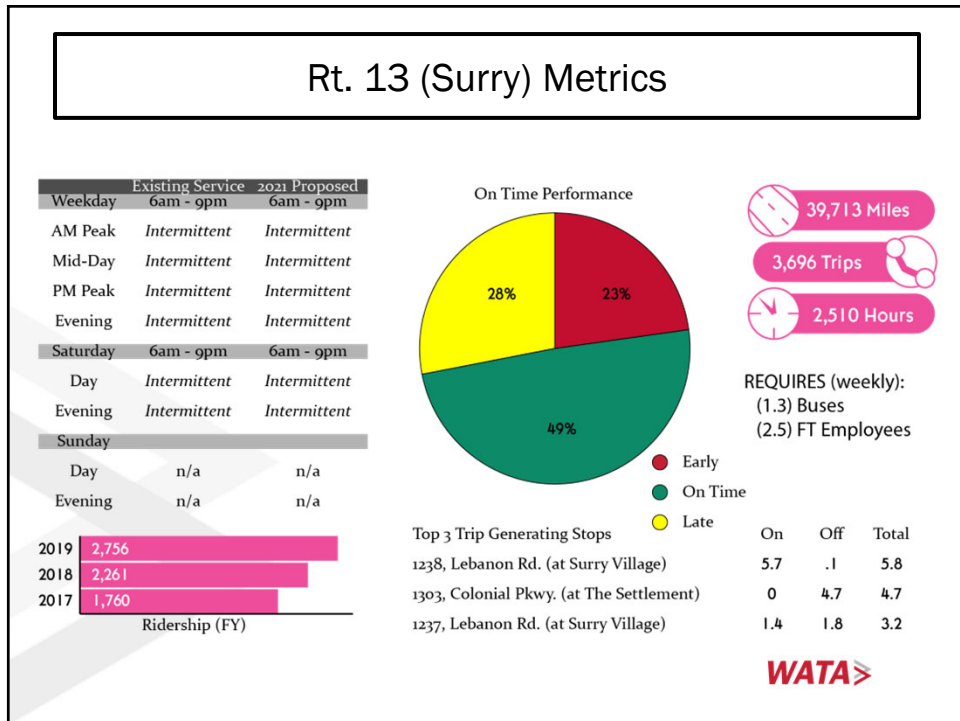 Rt. 13 (Surry) Metrics
Existing Service 2021 Proposed
Weekday 6am - 9pm 6am - 9pm
AM Peak Intermittent Intermittent
Mid-Day Intermittent Intermittent
PM Peak Intermittent Intermittent
Evening Intermittent Intermittent
Saturday 6am - 9pm 6am - 9pm
Day Intermittent Intermittent
Evening Intermittent Intermittent
Sunday
Day n/a n/a
Evening n/a n/a
2019 2,756
2018 2,261
2017 1,760
Ridership (FY)
On Time Performance
28%
23%
49%
Early
On Time
Late
39,713 Miles
3,696 Trips
2,510 Hours
REQUIRES (weekly):
(1.3) Buses
(2.5) FT Employees
Top 3 Trip Generating Stops On Off Total
1238, Lebanon Rd. (at Surry Village) 5.7 .1 5.8
1303, Colonial Pkwy. (at The Settlement) 0 4.7 4.7
1237, Lebanon Rd. (at Surry Village) 1.4 1.8 3.2
WATA